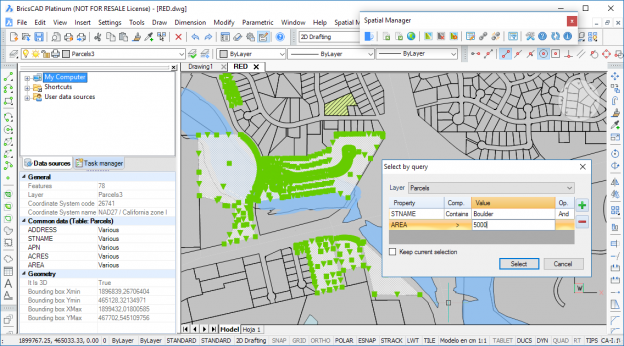 BricsCAD Platinum (NOT FOR RESALE License) - [RED.dwg]
File Edit View Insert Settings Tools Draw Dimension Modify Parametric Window Help Spatial M
Spatial Manager
2D Drafting
Parcels3
ByLayer
ByLayer
ByLayer
Drawing1
RED
My Computer
Shortcuts
User data sources
Data sources
Task manager
General
Features 78
Layer Parcels3
Coordinate System code 26741
Coordinate System name NAD27 / California zone I
Common data (Table: Parcels)
ADDRESS Various
STNAME Various
APN Various
ACRES Various
AREA Various
Geometry
It Is 3D True
Bounding box Xmin 1896839,26706404
Bounding box Ymin 465128,32134971
Bounding box Xmax 1899432,01800585
Bounding box YMax 467702,545109756
Select by query
Layer Parcels
Property Comp. Value Op.
STNAME Contains Boulder And
AREA > 5000
Keep current selection
Select
Cancel
W
Model
Hoja 1
1899767.25, 465033.33, 0.00 0 ByLayer STANDARD STANDARD 2D Drafting SNAP GRID ORTHO POLAR ESNAP STRACK LWT TILE Modelo en cm 1:1 TABLET DUCS DYN QUAD RT TIPS CA-I